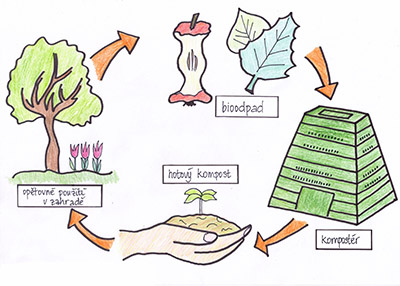 bioodpad
kompostér
hotový kompost
opětovné použití
v zahradě